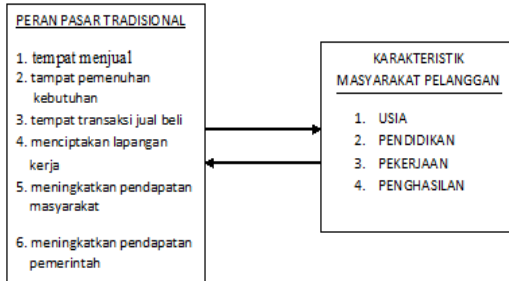 PERAN PASAR TRADISIONAL
1. tempat menjual
2. tampat pemenuhan
kebutuhan
3. tempat transaksi jual beli
4. menciptakan lapangan
kerja
5. meningkatkan pendapatan
masyarakat
6. meningkatkan pendapatan
pemerintah
KARAKTERISTIK
MASYARAKAT PELANGGAN
1. USIA
2. PENDIDIKAN
3. PEKERJAAN
4. PENGHASILAN